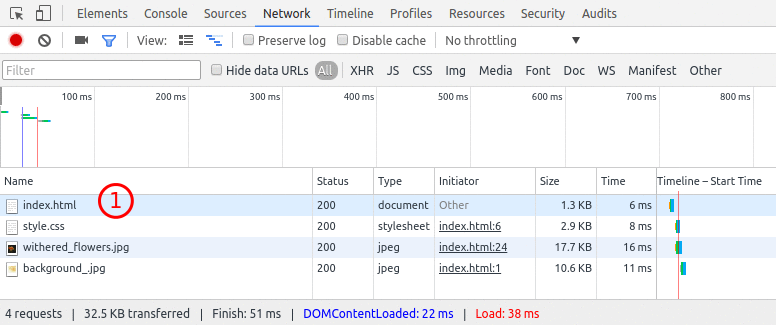 Elements Console Sources Network Timeline Profiles Resources Security Audits
View: Preserve log Disable cache No throttling
Filter Hide data URLs All XHR JS CSS Img Media Font Doc WS Manifest Other
100 ms 200 ms 300 ms 400 ms 500 ms 600 ms 700 ms 800 ms
Name Status Type Initiator Size Time Timeline – Start Time
index.html 1 200 document Other 1.3 KB 6 ms
style.css 200 stylesheet index.html:6 2.9 KB 8 ms
withered_flowers.jpg 200 jpeg index.html:24 17.7 KB 16 ms
background_.jpg 200 jpeg index.html:1 10.6 KB 11 ms
4 requests | 32.5 KB transferred | Finish: 51 ms | DOMContentLoaded: 22 ms | Load: 38 ms